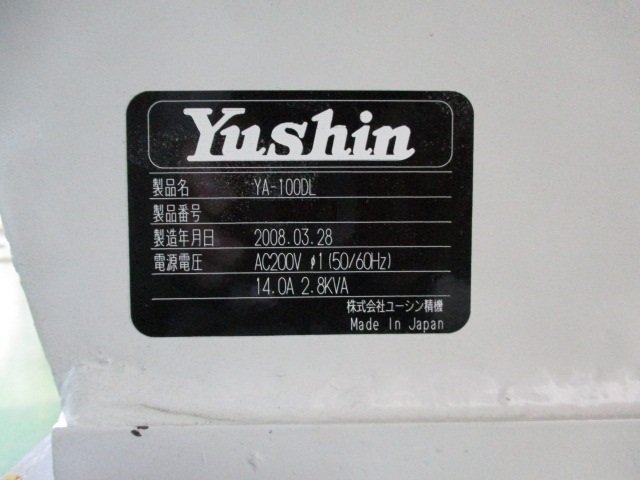 Yushin
製品名 YA-100DL
製品番号
製造年月日 2008.03.28
電源電圧 AC200V φ1(50/60Hz)
14.0A 2.8KVA
株式会社ユーシン精機
Made In Japan